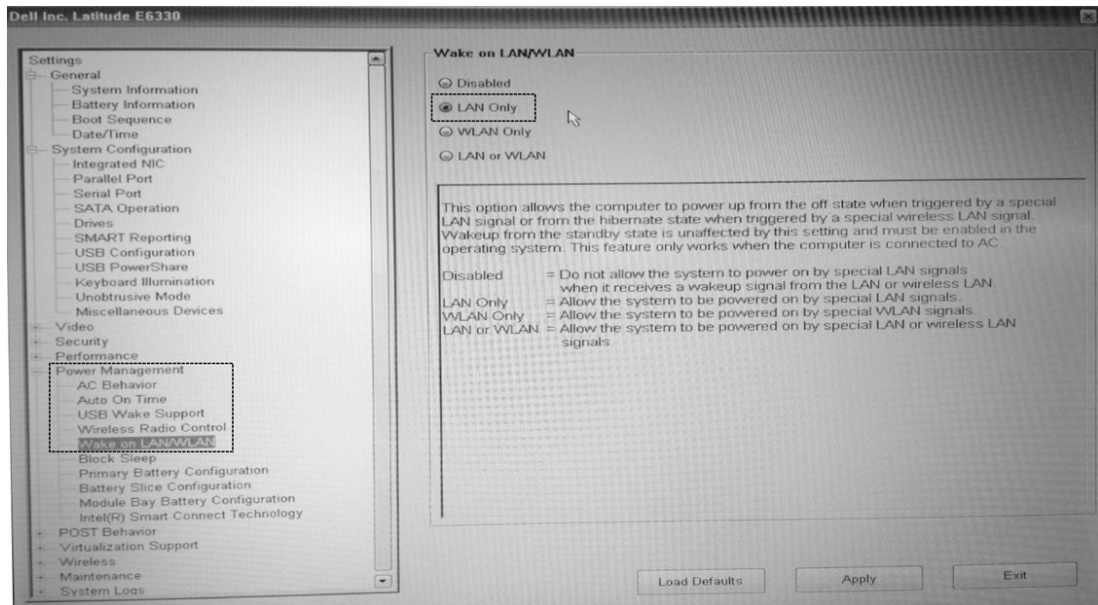 Dell Inc. Latitude E6330
Settings
General
System Information
Battery Information
Boot Sequence
Date/Time
System Configuration
Integrated NIC
Parallel Port
Serial Port
SATA Operation
Drives
SMART Reporting
USB Configuration
USB PowerShare
Keyboard Illumination
Unobtrusive Mode
Miscellaneous Devices
Video
Security
Performance
Power Management
AC Behavior
Auto On Time
USB Wake Support
Wireless Radio Control
Wake on LAN/WLAN
Block Sleep
Primary Battery Configuration
Battery Slice Configuration
Module Bay Battery Configuration
Intel(R) Smart Connect Technology
POST Behavior
Virtualization Support
Wireless
Maintenance
System Logs
Wake on LAN/WLAN
Disabled
LAN Only
WLAN Only
LAN or WLAN
This option allows the computer to power up from the off state when triggered by a special
LAN signal or from the hibernate state when triggered by a special wireless LAN signal.
Wakeup from the standby state is unaffected by this setting and must be enabled in the
operating system. This feature only works when the computer is connected to AC.
Disabled = Do not allow the system to power on by special LAN signals
when it receives a wakeup signal from the LAN or wireless LAN.
LAN Only = Allow the system to be powered on by special LAN signals.
WLAN Only = Allow the system to be powered on by special WLAN signals.
LAN or WLAN = Allow the system to be powered on by special LAN or wireless LAN
signals.
Load Defaults
Apply
Exit